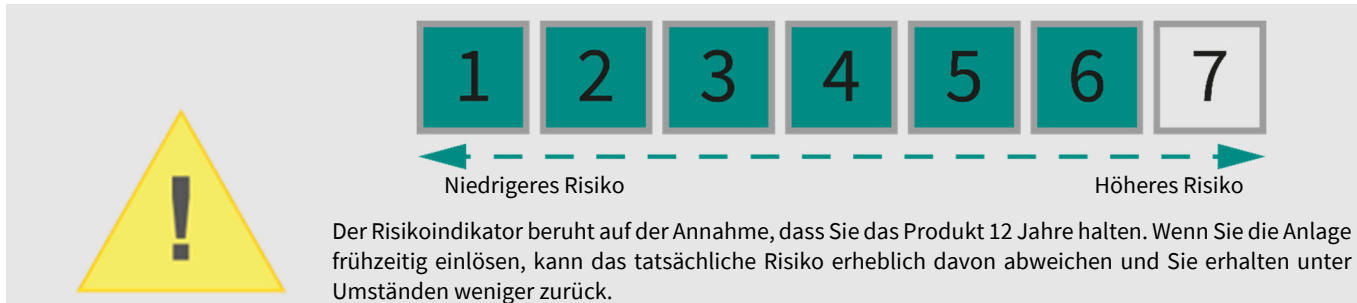 1 2 3 4 5 6 7
Niedrigeres Risiko Höheres Risiko
!
Der Risikoindikator beruht auf der Annahme, dass Sie das Produkt 12 Jahre halten. Wenn Sie die Anlage
frühzeitig einlösen, kann das tatsächliche Risiko erheblich davon abweichen und Sie erhalten unter
Umständen weniger zurück.